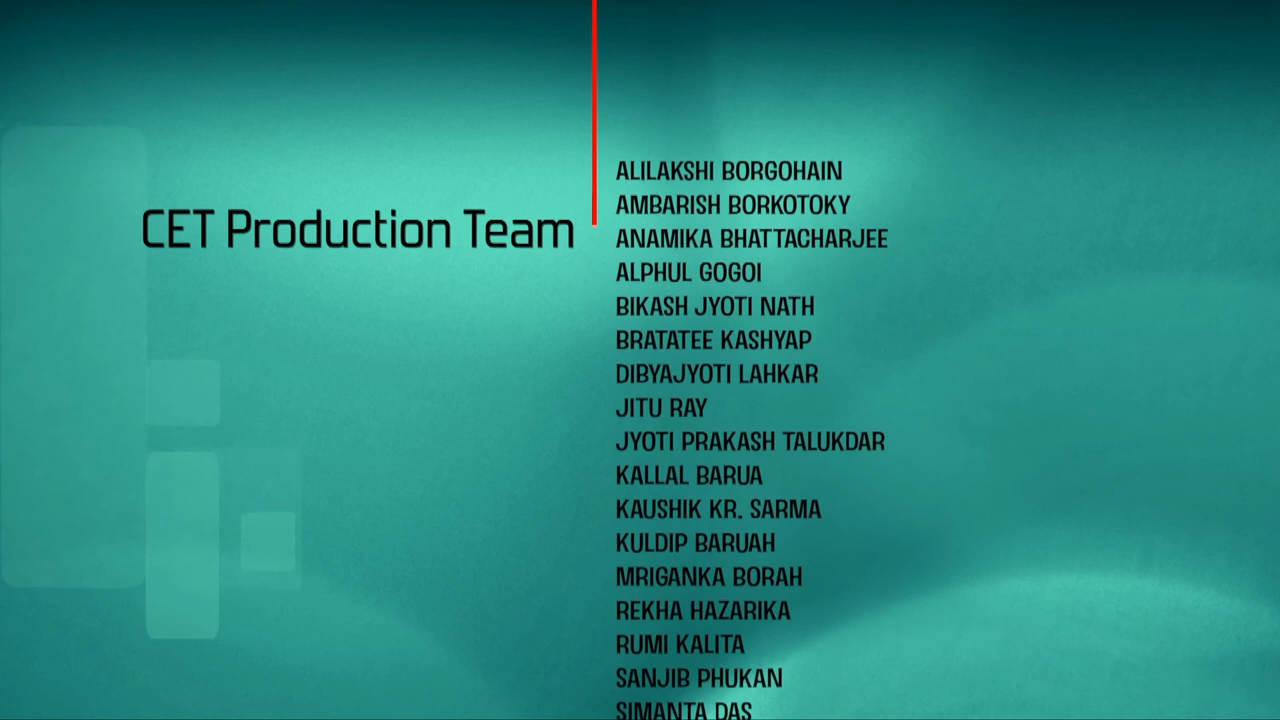 CET Production Team
ALILAKSHI BORGOHAIN
AMBARISH BORKOTOKY
ANAMIKA BHATTACHARJEE
ALPHUL GOGOI
BIKASH JYOTI NATH
BRATATEE KASHYAP
DIBYAJYOTI LAHKAR
JITU RAY
JYOTI PRAKASH TALUKDAR
KALLAL BARUA
KAUSHIK KR. SARMA
KULDIP BARUAH
MRIGANKA BORAH
REKHA HAZARIKA
RUMI KALITA
SANJIB PHUKAN
SIMANTA DAS